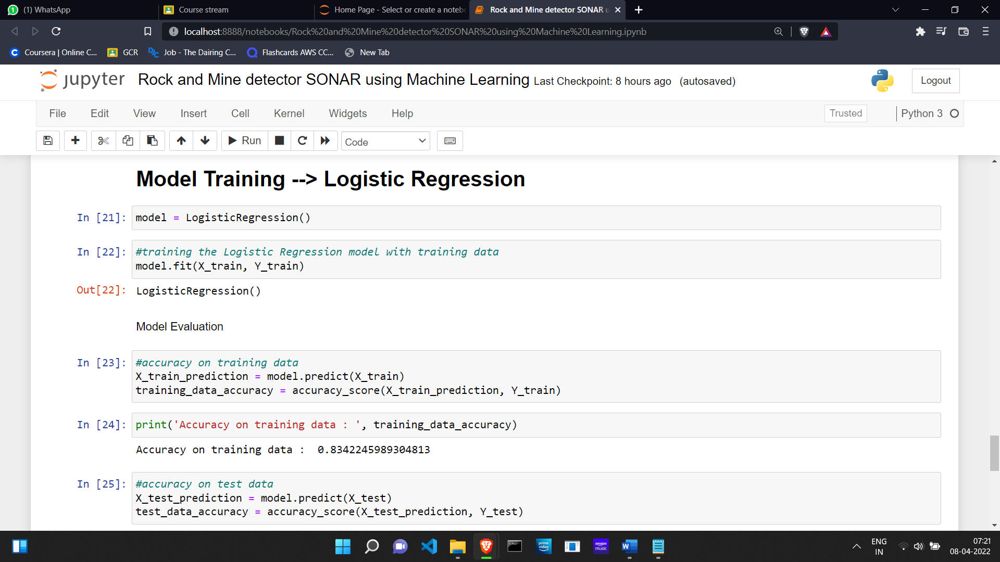 (1) WhatsApp
Course stream
Home Page - Select or create a noteb
Rock and Mine detector SONAR u
localhost:8888/notebooks/Rock%20and%20Mine%20detector%20SONAR%20using%20Machine%20Learning.ipynb
Coursera | Online C...
GCR
Job - The Dairing C...
Flashcards AWS CC...
New Tab
jupyter
Rock and Mine detector SONAR using Machine Learning Last Checkpoint: 8 hours ago (autosaved)
Logout
File Edit View Insert Cell Kernel Widgets Help
Trusted
Python 3
Run
Code
Model Training --> Logistic Regression
In [21]: model = LogisticRegression()
In [22]: #training the Logistic Regression model with training data
model.fit(X_train, Y_train)
Out[22]: LogisticRegression()
Model Evaluation
In [23]: #accuracy on training data
X_train_prediction = model.predict(X_train)
training_data_accuracy = accuracy_score(X_train_prediction, Y_train)
In [24]: print('Accuracy on training data : ', training_data_accuracy)
Accuracy on training data :  0.8342245989304813
In [25]: #accuracy on test data
X_test_prediction = model.predict(X_test)
test_data_accuracy = accuracy_score(X_test_prediction, Y_test)
prime video
amazon music
ENG
IN
07:21
08-04-2022